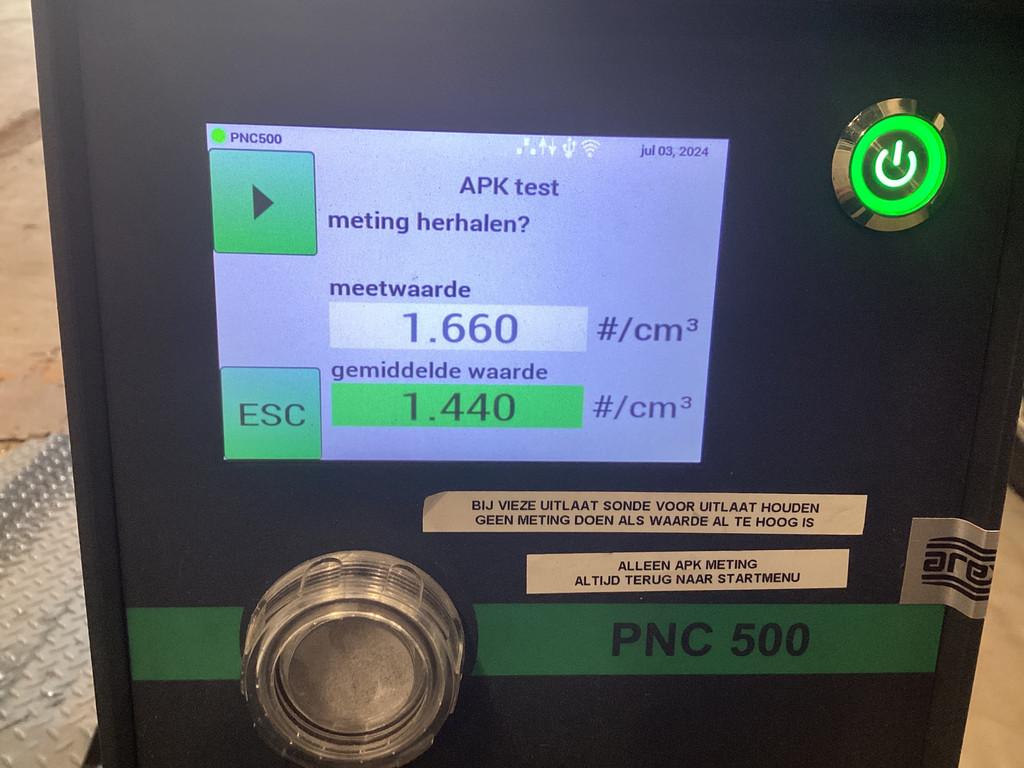 PNC500
jul 03, 2024
APK test
meting herhalen?
meetwaarde
1.660 #/cm³
gemiddelde waarde
1.440 #/cm³
ESC
BIJ VIEZE UITLAAT SONDE VOOR UITLAAT HOUDEN
GEEN METING DOEN ALS WAARDE AL TE HOOG IS
ALLEEN APK METING
ALTIJD TERUG NAAR STARTMENU
PNC 500